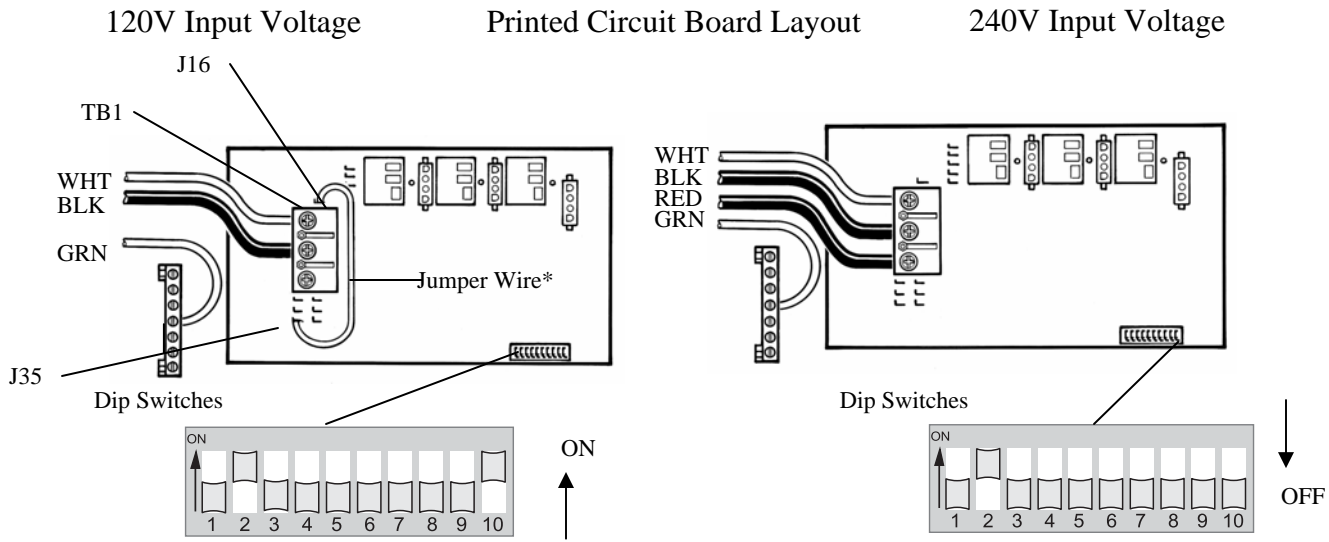 120V Input Voltage
Printed Circuit Board Layout
240V Input Voltage
J16
TB1
WHT
BLK
GRN
Jumper Wire*
J35
WHT
BLK
RED
GRN
Dip Switches
ON
1 2 3 4 5 6 7 8 9 10
ON
Dip Switches
ON
1 2 3 4 5 6 7 8 9 10
OFF